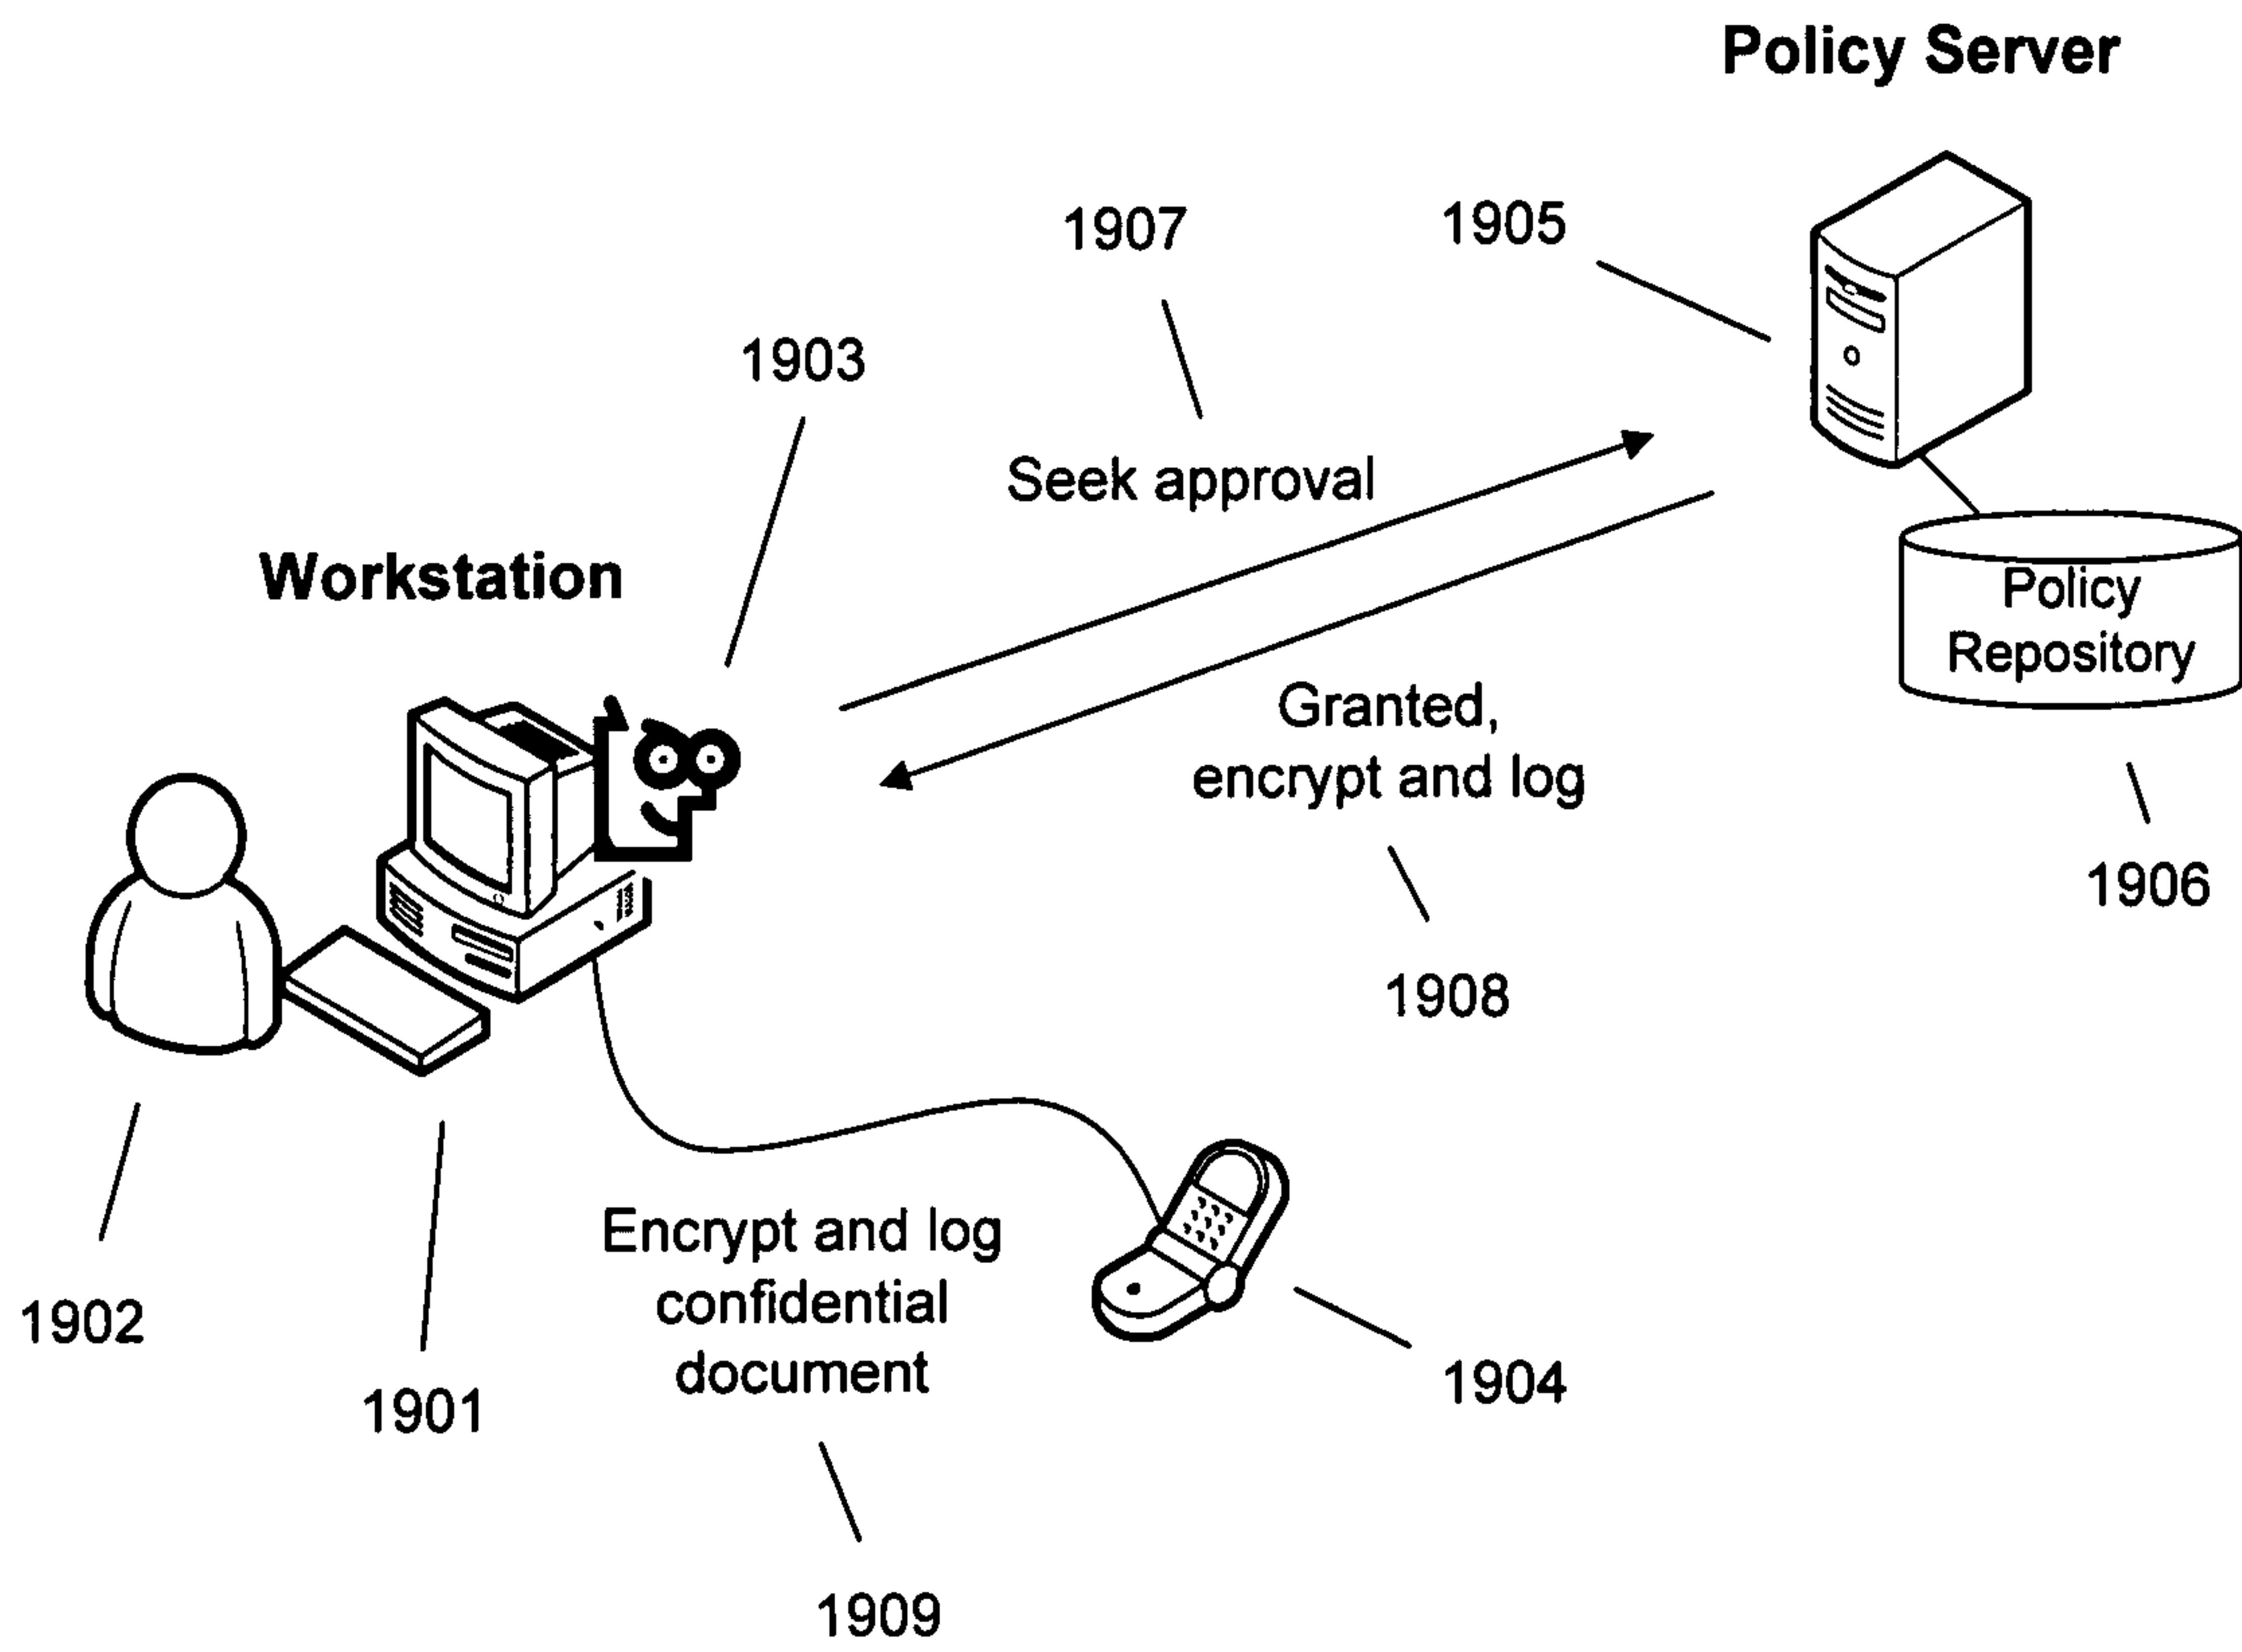 Policy Server
1907
1905
1903
Seek approval
Workstation
Policy
Repository
Granted,
encrypt and log
1906
1908
Encrypt and log
confidential
document
1902
1901
1904
1909